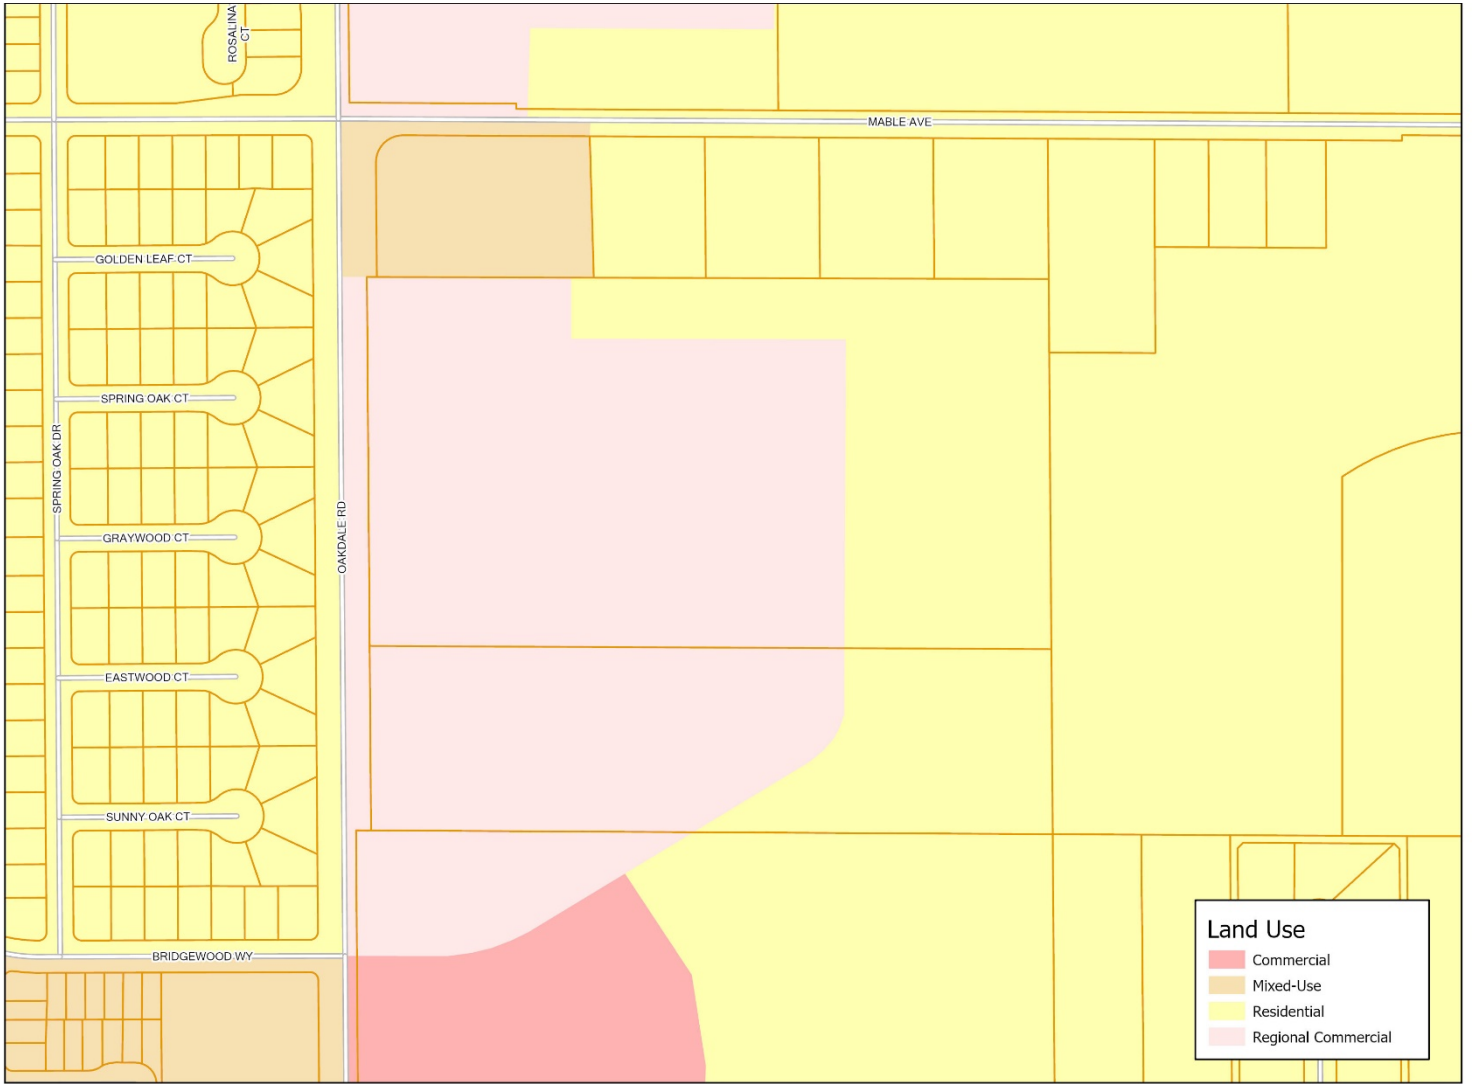 ROSALINA
CT
MABLE AVE
GOLDEN LEAF CT
SPRING OAK CT
SPRING OAK DR
OAKDALE RD
GRAYWOOD CT
EASTWOOD CT
SUNNY OAK CT
BRIDGEWOOD WY
Land Use
Commercial
Mixed-Use
Residential
Regional Commercial